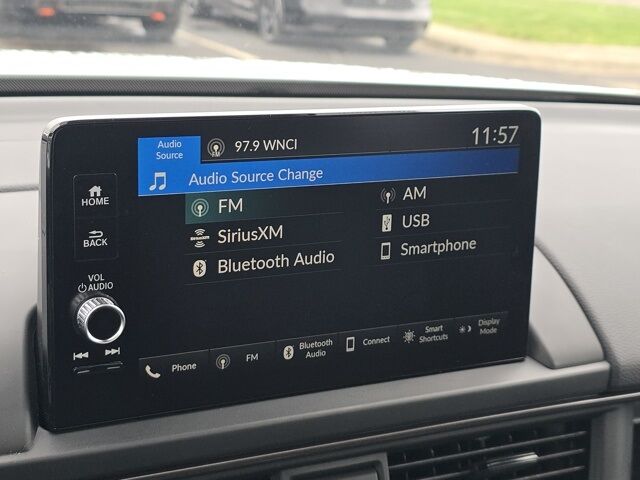 Audio
Source
97.9 WNCI
11:57
Audio Source Change
HOME
FM
AM
BACK
SiriusXM
USB
Bluetooth Audio
Smartphone
VOL
AUDIO
Phone
FM
Bluetooth
Audio
Connect
Smart
Shortcuts
Display
Mode